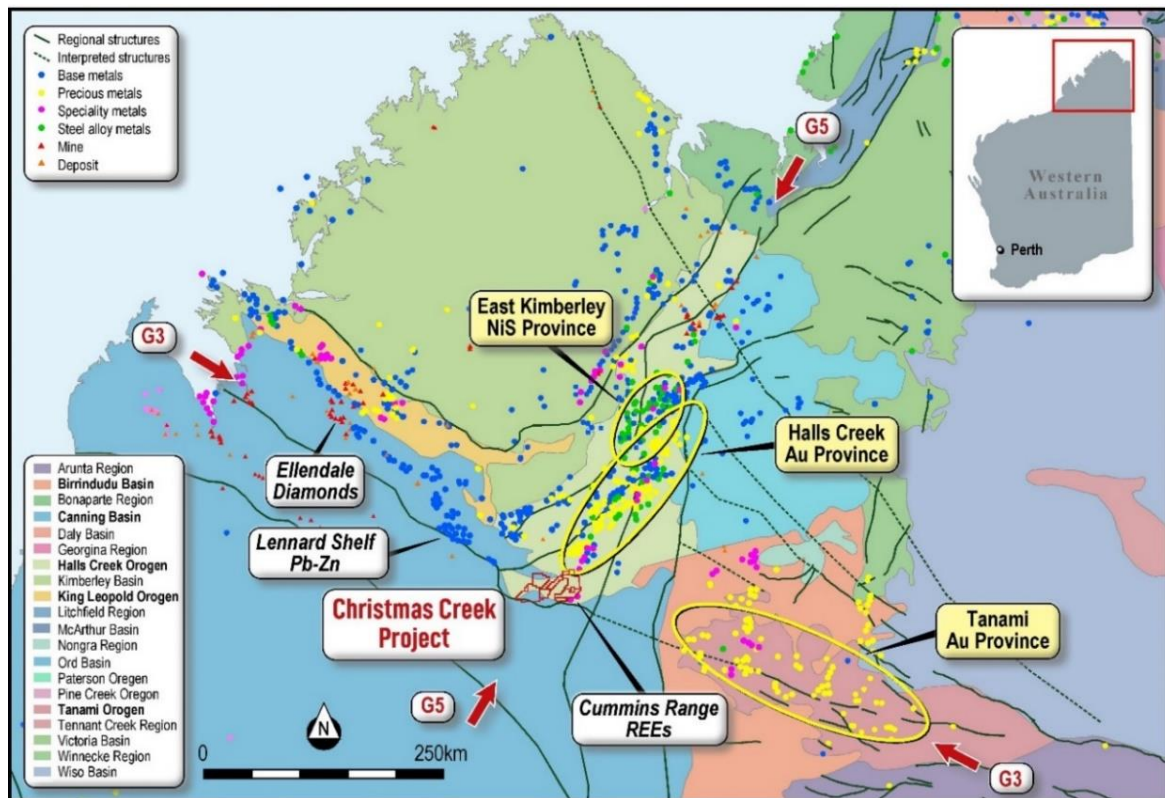 Regional structures
Interpreted structures
Base metals
Precious metals
Speciality metals
Steel alloy metals
Mine
Deposit
G5
Western
Australia
Perth
East Kimberley
NiS Province
G3
Halls Creek
Au Province
Ellendale
Diamonds
Lennard Shelf
Pb-Zn
Arunta Region
Birrindudu Basin
Bonaparte Region
Canning Basin
Daly Basin
Georgina Region
Halls Creek Orogen
Kimberley Basin
King Leopold Orogen
Litchfield Region
McArthur Basin
Nongra Region
Ord Basin
Paterson Oregen
Pine Creek Oregon
Tanami Orogen
Tennant Creek Region
Victoria Basin
Winnecke Region
Wiso Basin
Christmas Creek
Project
Tanami
Au Province
G5
Cummins Range
REEs
N
0 250km
G3